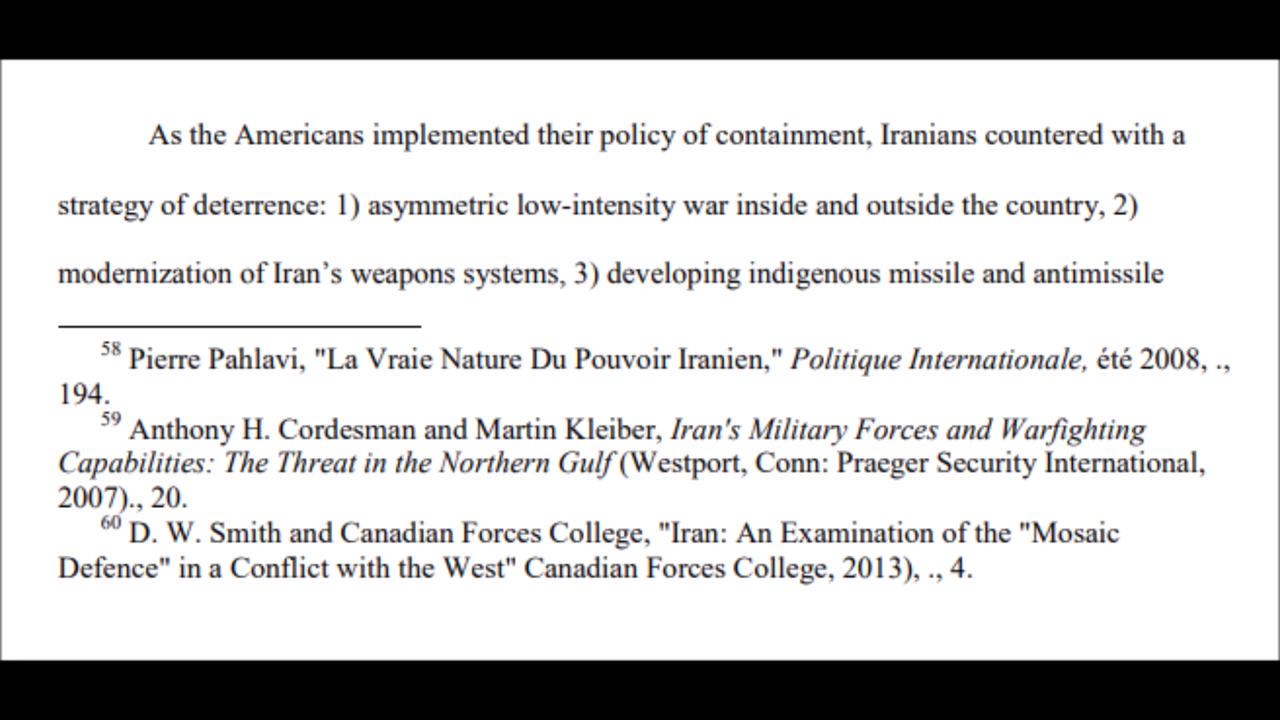 As the Americans implemented their policy of containment, Iranians countered with a
strategy of deterrence: 1) asymmetric low-intensity war inside and outside the country, 2)
modernization of Iran’s weapons systems, 3) developing indigenous missile and antimissile
58 Pierre Pahlavi, "La Vraie Nature Du Pouvoir Iranien," Politique Internationale, été 2008, .,
194.
59 Anthony H. Cordesman and Martin Kleiber, Iran's Military Forces and Warfighting
Capabilities: The Threat in the Northern Gulf (Westport, Conn: Praeger Security International,
2007)., 20.
60 D. W. Smith and Canadian Forces College, "Iran: An Examination of the "Mosaic
Defence" in a Conflict with the West" Canadian Forces College, 2013), ., 4.